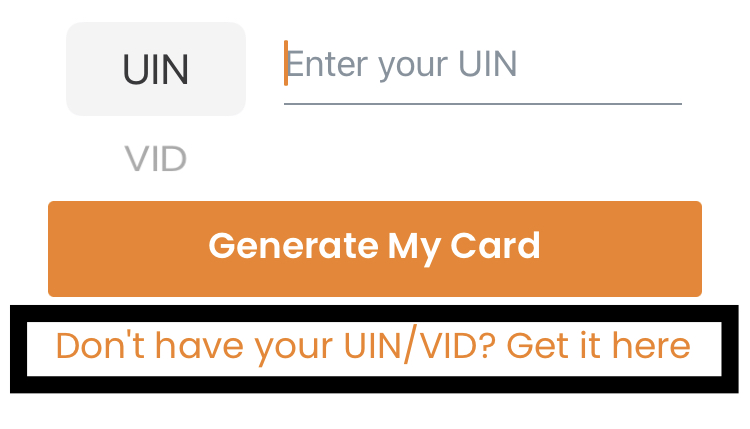 UIN Enter your UIN
VID
Generate My Card
Don't have your UIN/VID? Get it here